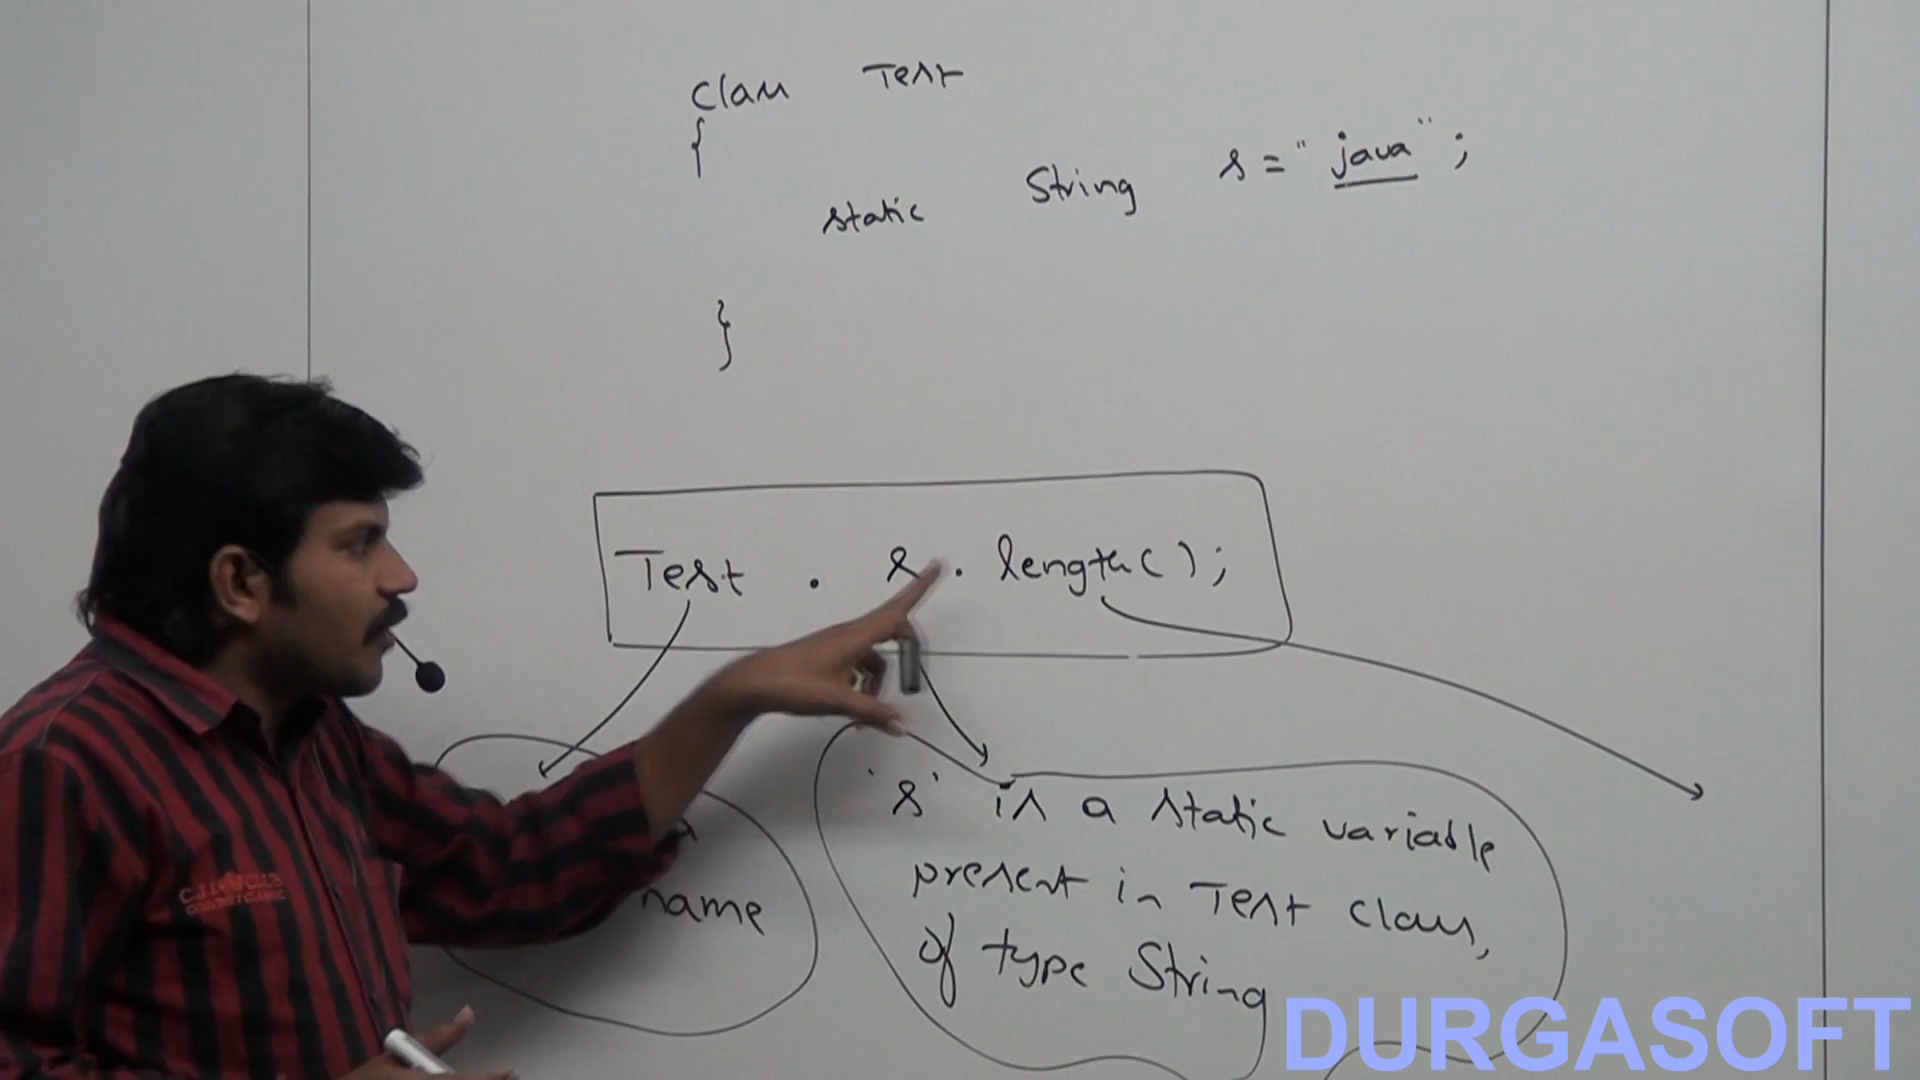 class Test
{
static String s = "java";
}
Test . s . length();
name
's' is a static variable
present in Test class,
of type String
DURGASOFT